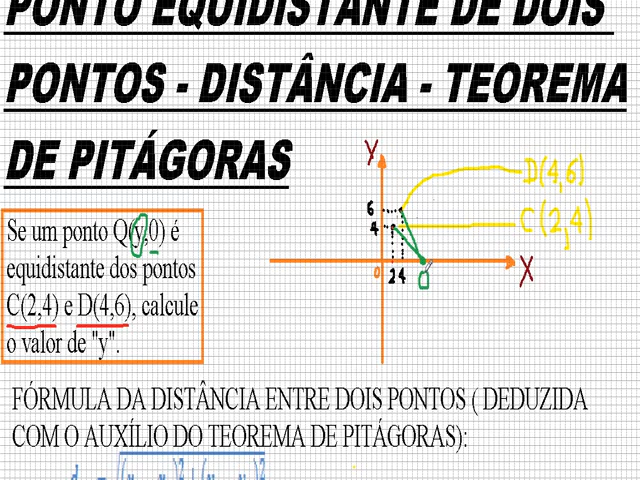 PONTO EQUIDISTANTE DE DOIS
PONTOS - DISTÂNCIA - TEOREMA
DE PITÁGORAS
Se um ponto Q(y,0) é
equidistante dos pontos
C(2,4) e D(4,6), calcule
o valor de "y".
Y
D(4,6)
6
C(2,4)
4
0
2 4
Q
X
FÓRMULA DA DISTÂNCIA ENTRE DOIS PONTOS ( DEDUZIDA
COM O AUXÍLIO DO TEOREMA DE PITÁGORAS):